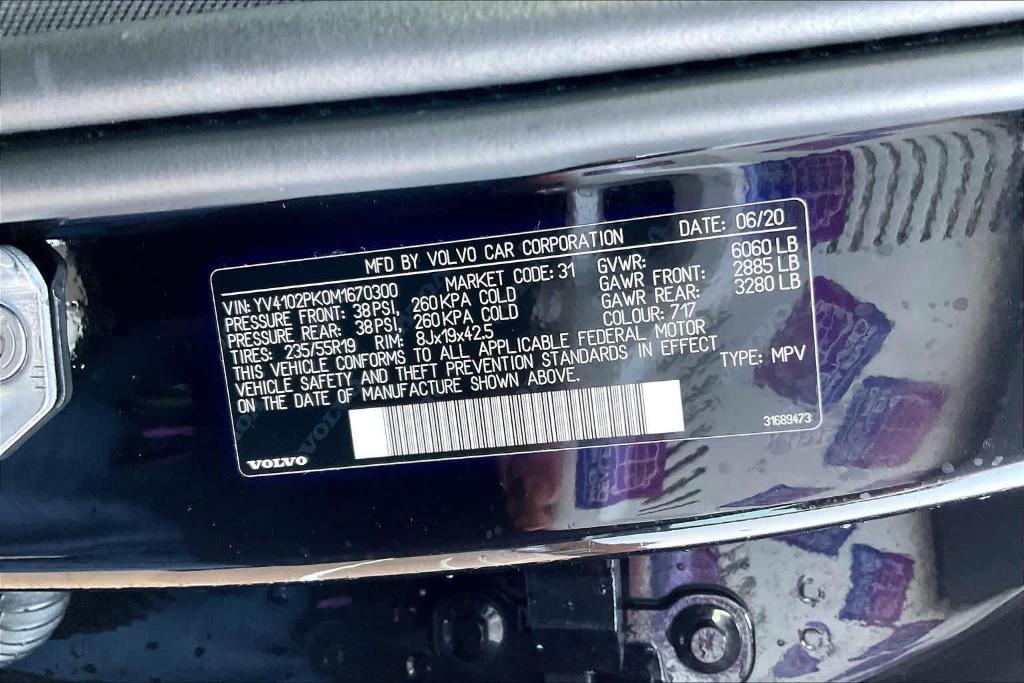 MFD BY VOLVO CAR CORPORATION DATE: 06/20
VIN: YV4102PK0M1670300 MARKET CODE: 31 GVWR: 6060 LB
PRESSURE FRONT: 38 PSI, 260 KPA COLD GAWR FRONT: 2885 LB
PRESSURE REAR: 38 PSI, 260 KPA COLD GAWR REAR: 3280 LB
TIRES: 235/55R19 RIM: 8Jx19x42.5 COLOUR: 717
THIS VEHICLE CONFORMS TO ALL APPLICABLE FEDERAL MOTOR
VEHICLE SAFETY AND THEFT PREVENTION STANDARDS IN EFFECT TYPE: MPV
ON THE DATE OF MANUFACTURE SHOWN ABOVE.
31689473
VOLVO